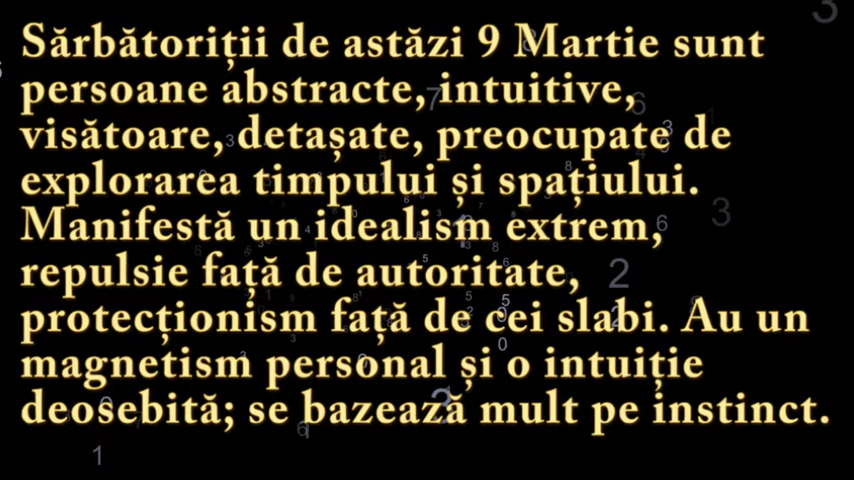 Sărbătoriții de astăzi 9 Martie sunt
persoane abstracte, intuitive,
visătoare, detașate, preocupate de
explorarea timpului și spațiului.
Manifestă un idealism extrem,
repulsie față de autoritate,
protecționism față de cei slabi. Au un
magnetism personal și o intuiție
deosebită; se bazează mult pe instinct.